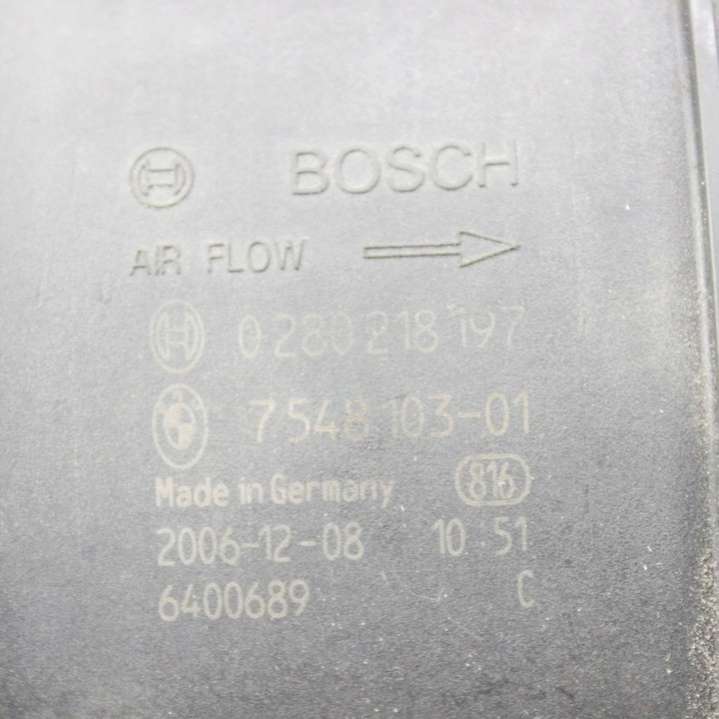 BOSCH
AIR FLOW
0 280 218 197
7 548 103-01
Made in Germany 816
2006-12-08 10:51
6400689 C